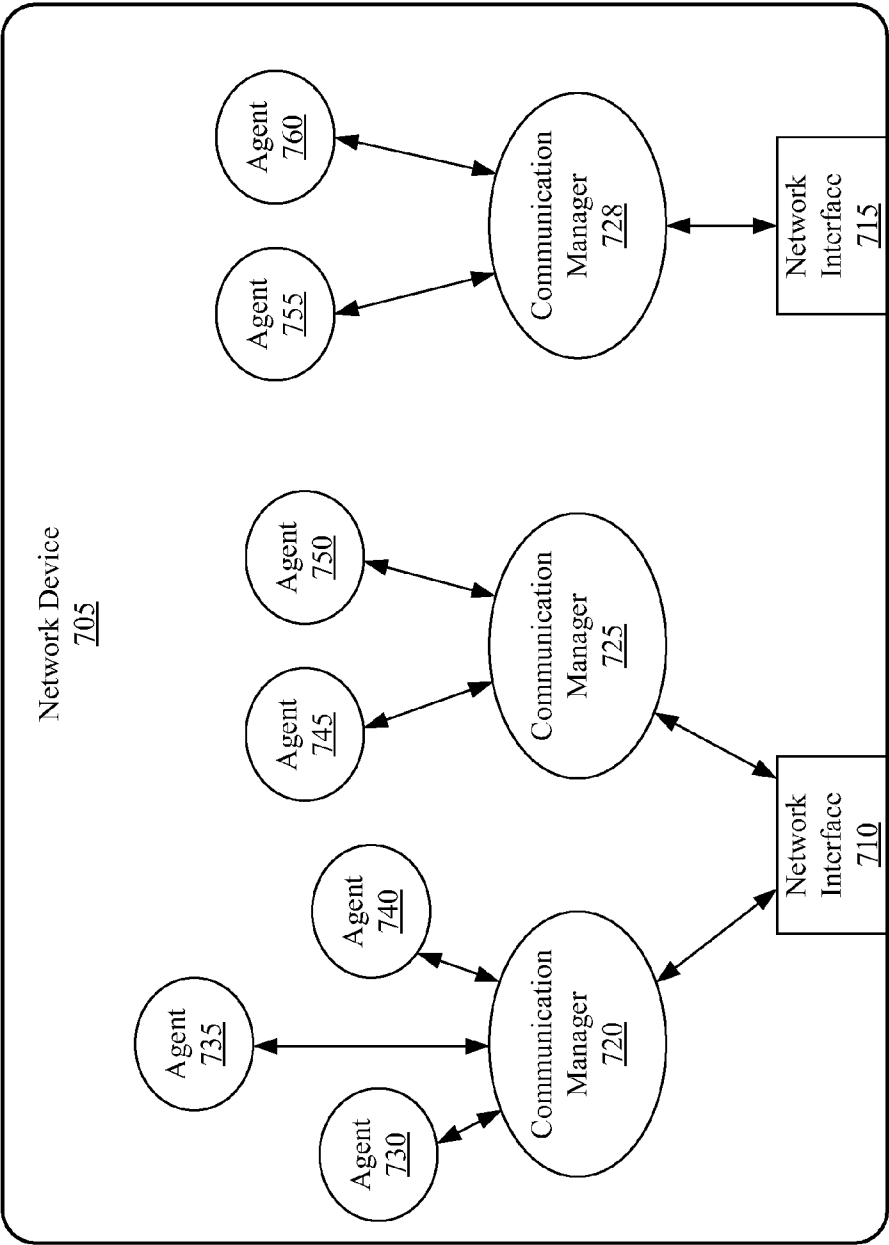 Network Device
705
Agent
735
Agent
730
Agent
740
Agent
745
Agent
750
Agent
755
Agent
760
Communication
Manager
720
Communication
Manager
725
Communication
Manager
728
Network
Interface
710
Network
Interface
715